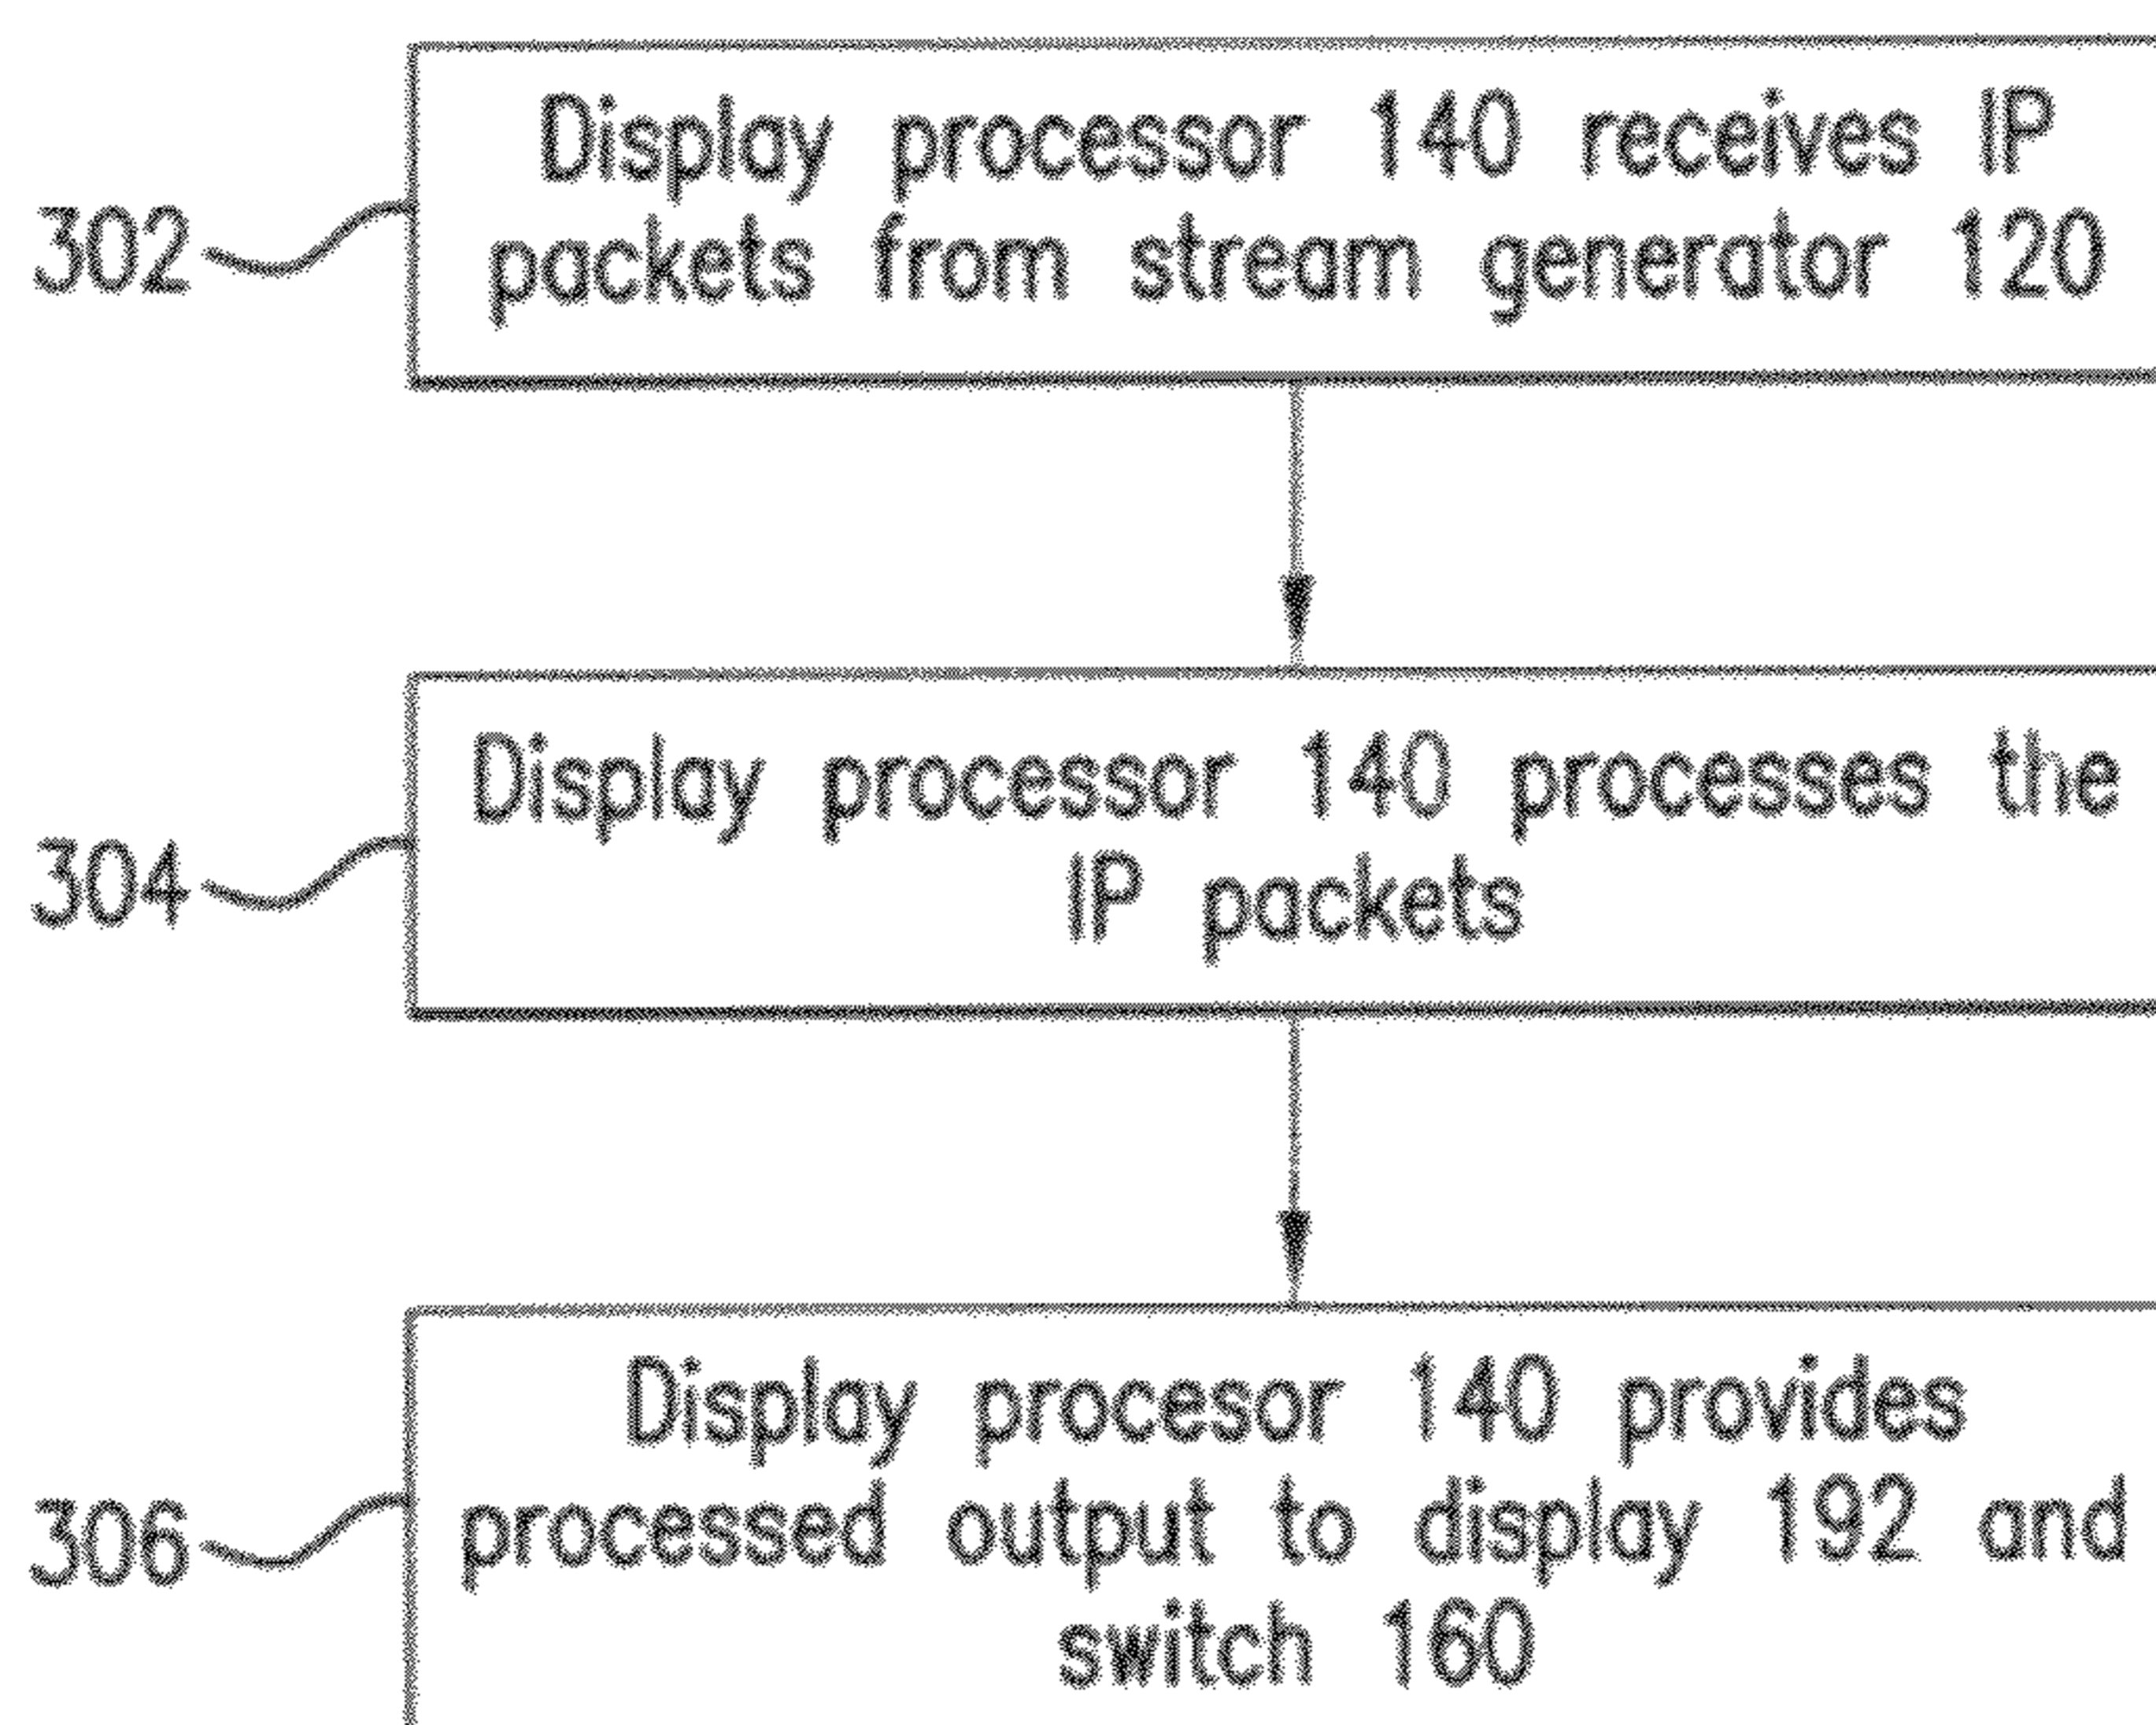 Display processor 140 receives IP
packets from stream generator 120
302
Display processor 140 processes the
IP packets
304
Display procesor 140 provides
processed output to display 192 and
switch 160
306